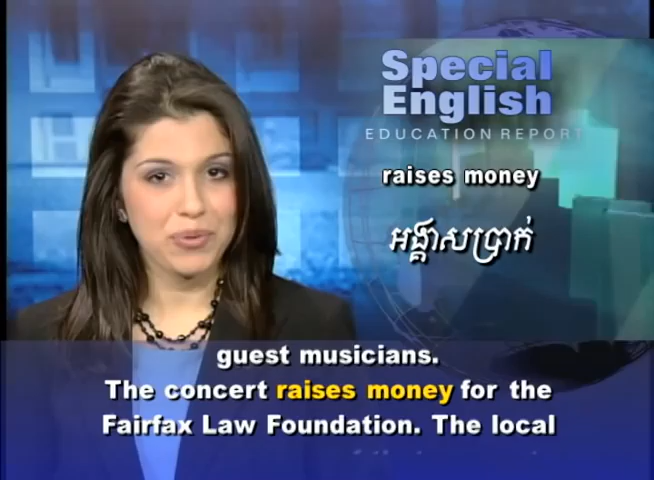 Special
English
EDUCATION REPORT
raises money
អង្គាសប្រាក់
guest musicians.
The concert raises money for the
Fairfax Law Foundation. The local